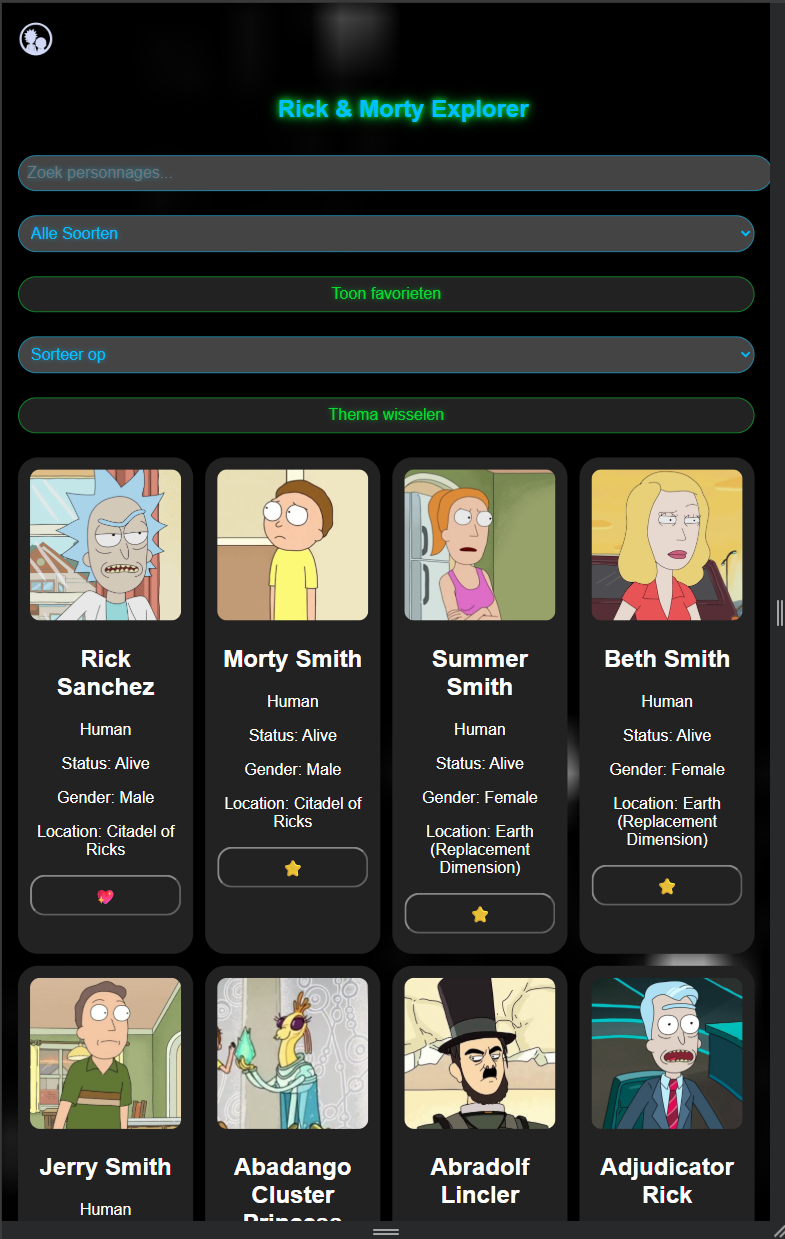 Rick & Morty Explorer
Zoek personnages...
Alle Soorten
Toon favorieten
Sorteer op
Thema wisselen
Rick
Sanchez
Human
Status: Alive
Gender: Male
Location: Citadel of
Ricks
Morty Smith
Human
Status: Alive
Gender: Male
Location: Citadel of
Ricks
Summer
Smith
Human
Status: Alive
Gender: Female
Location: Earth
(Replacement
Dimension)
Beth Smith
Human
Status: Alive
Gender: Female
Location: Earth
(Replacement
Dimension)
Jerry Smith
Human
Abadango
Cluster
Princess
Abradolf
Lincler
Adjudicator
Rick